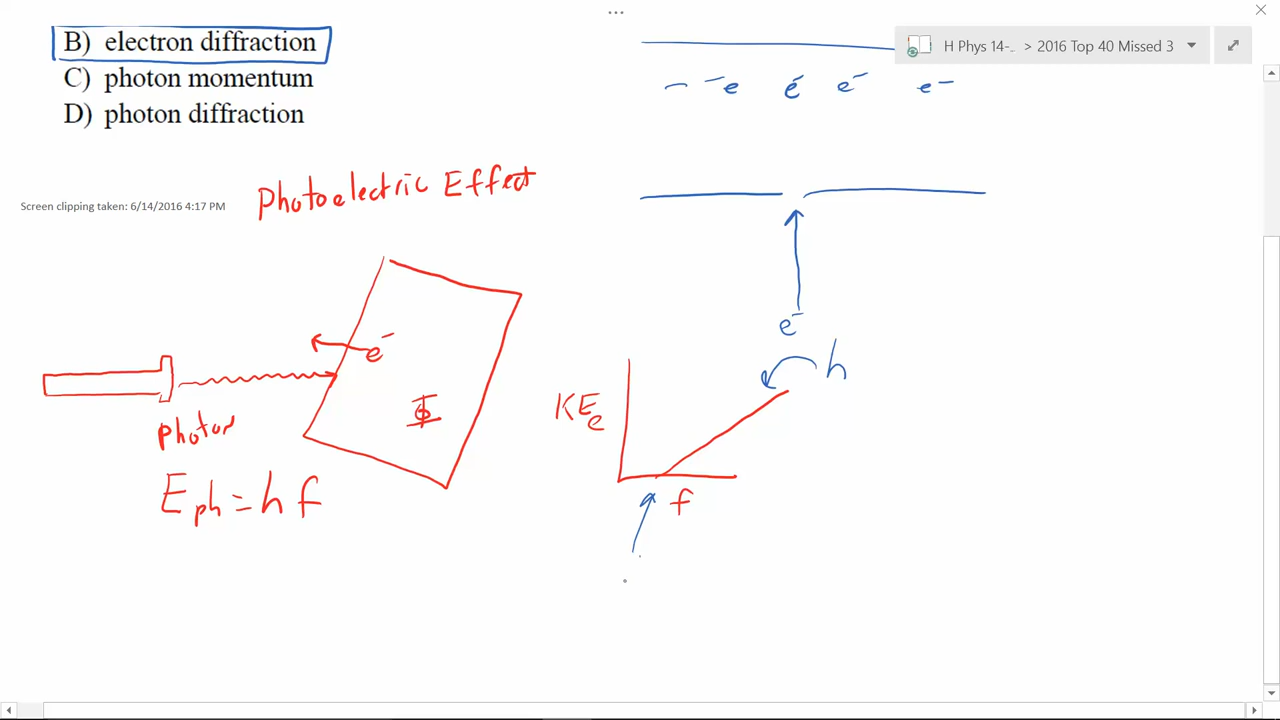 H Phys 14-.. > 2016 Top 40 Missed 3
B) electron diffraction
C) photon momentum
D) photon diffraction
e e⁻ e⁻ e⁻
Photoelectric Effect
Screen clipping taken: 6/14/2016 4:17 PM
e⁻
e⁻
h
Φ
KEe
photon
Eph = hf
f